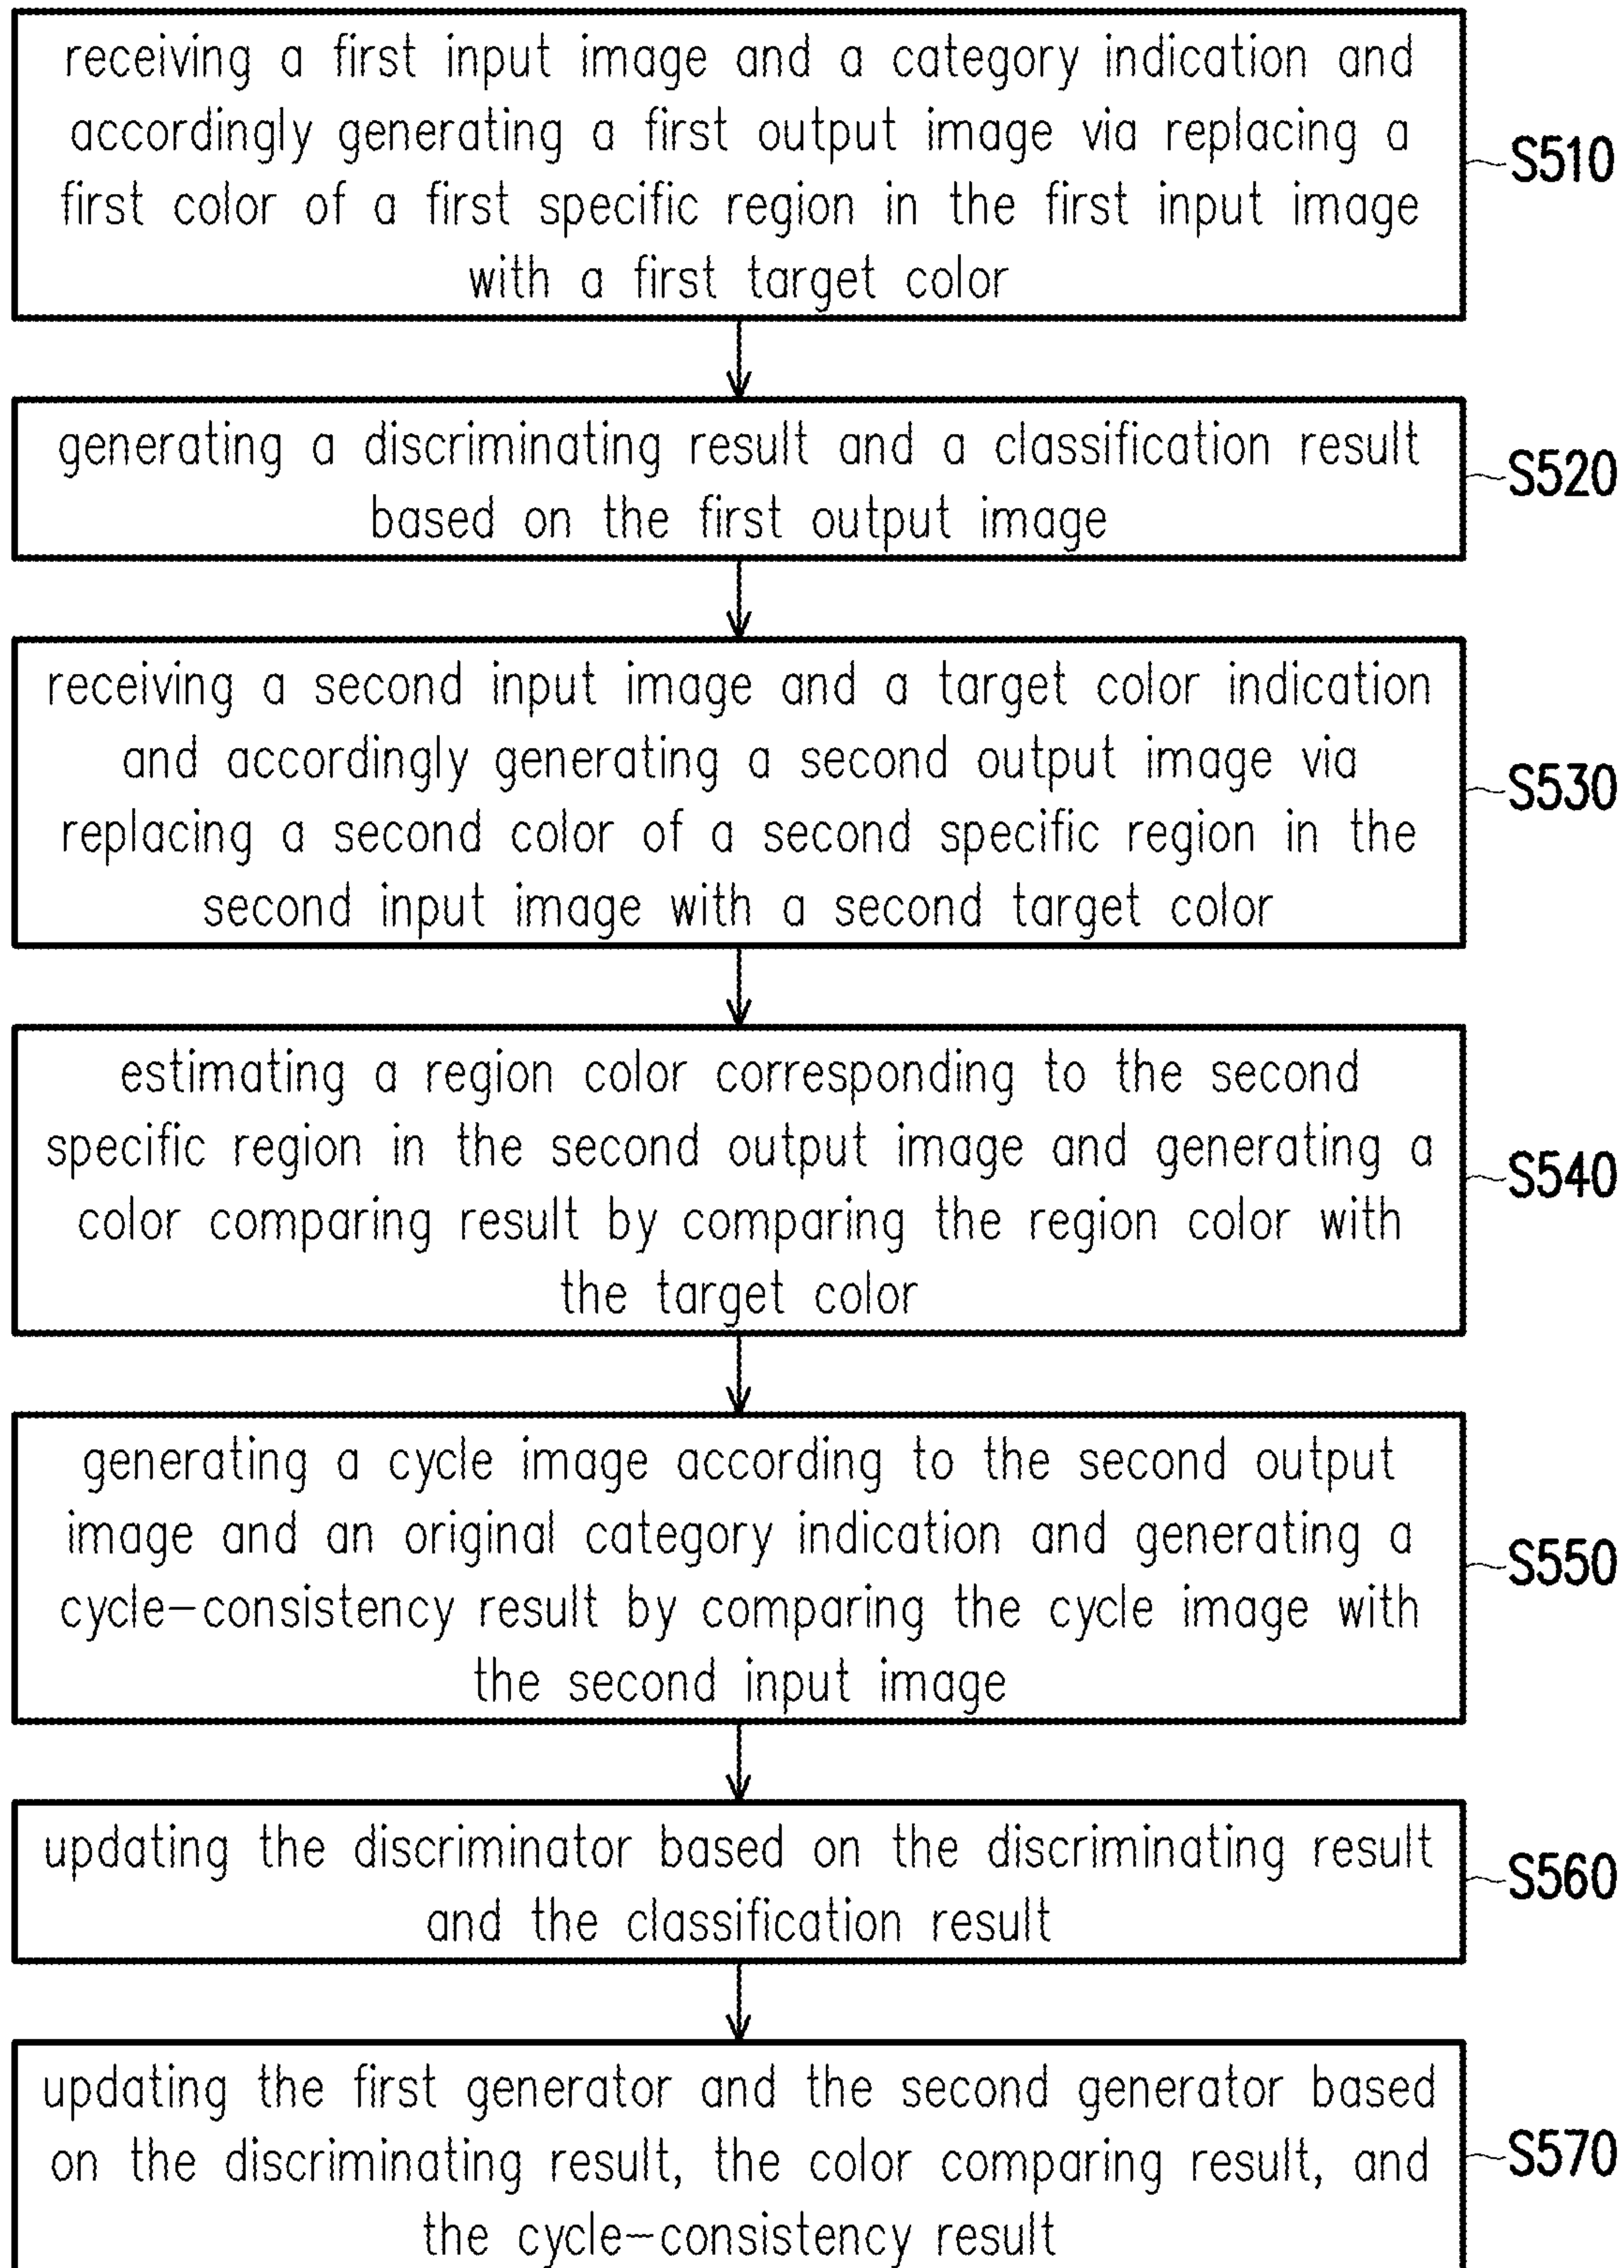 receiving a first input image and a category indication and
accordingly generating a first output image via replacing a
first color of a first specific region in the first input image
with a first target color
S510
generating a discriminating result and a classification result
based on the first output image
S520
receiving a second input image and a target color indication
and accordingly generating a second output image via
replacing a second color of a second specific region in the
second input image with a second target color
S530
estimating a region color corresponding to the second
specific region in the second output image and generating a
color comparing result by comparing the region color with
the target color
S540
generating a cycle image according to the second output
image and an original category indication and generating a
cycle-consistency result by comparing the cycle image with
the second input image
S550
updating the discriminator based on the discriminating result
and the classification result
S560
updating the first generator and the second generator based
on the discriminating result, the color comparing result, and
the cycle-consistency result
S570